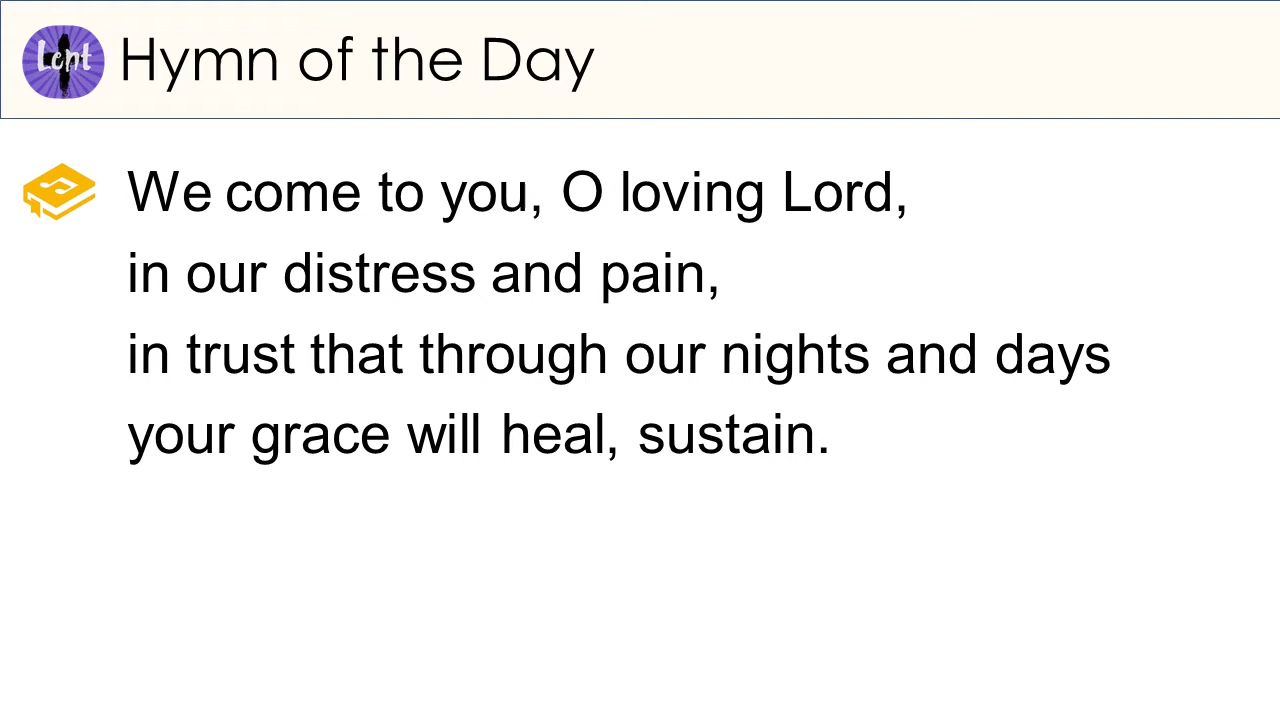 Lent
Hymn of the Day
We come to you, O loving Lord,
in our distress and pain,
in trust that through our nights and days
your grace will heal, sustain.